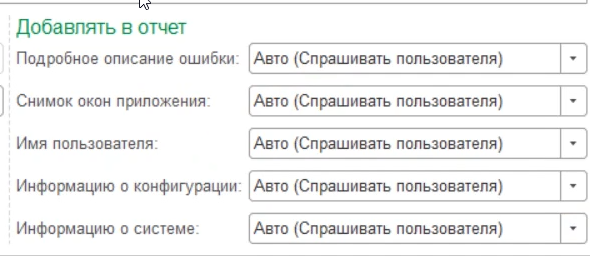 Добавлять в отчет
Подробное описание ошибки: Авто (Спрашивать пользователя)
Снимок окон приложения: Авто (Спрашивать пользователя)
Имя пользователя: Авто (Спрашивать пользователя)
Информацию о конфигурации: Авто (Спрашивать пользователя)
Информацию о системе: Авто (Спрашивать пользователя)